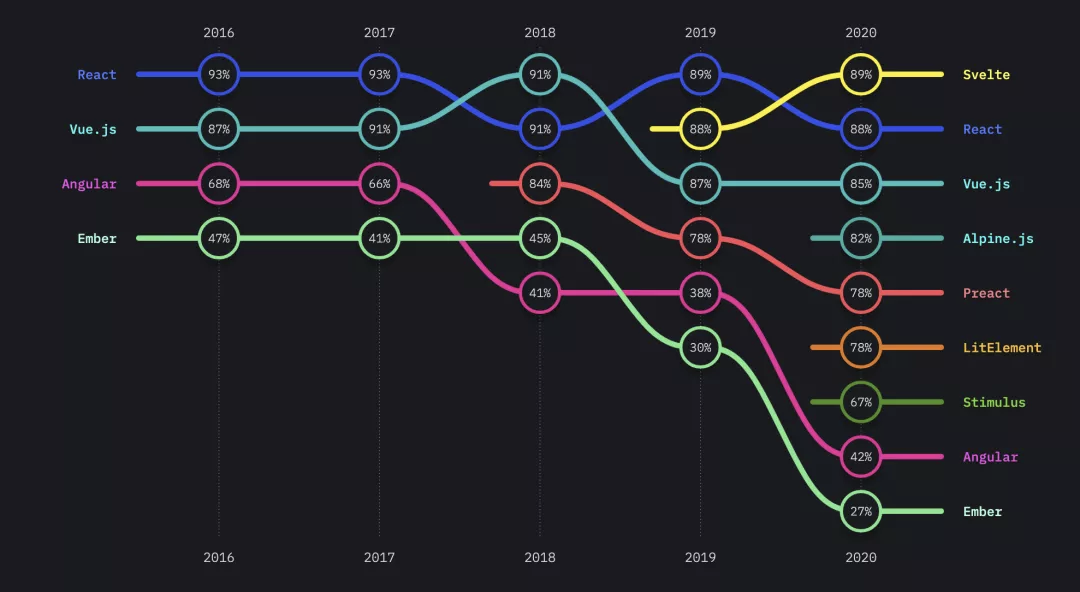 2016 2017 2018 2019 2020
React 93% 93% 91% 89% 89% Svelte
Vue.js 87% 91% 91% 88% 88% React
Angular 68% 66% 84% 87% 85% Vue.js
Ember 47% 41% 45% 78% 82% Alpine.js
41% 38% 78% Preact
30% 78% LitElement
67% Stimulus
42% Angular
27% Ember
2016 2017 2018 2019 2020